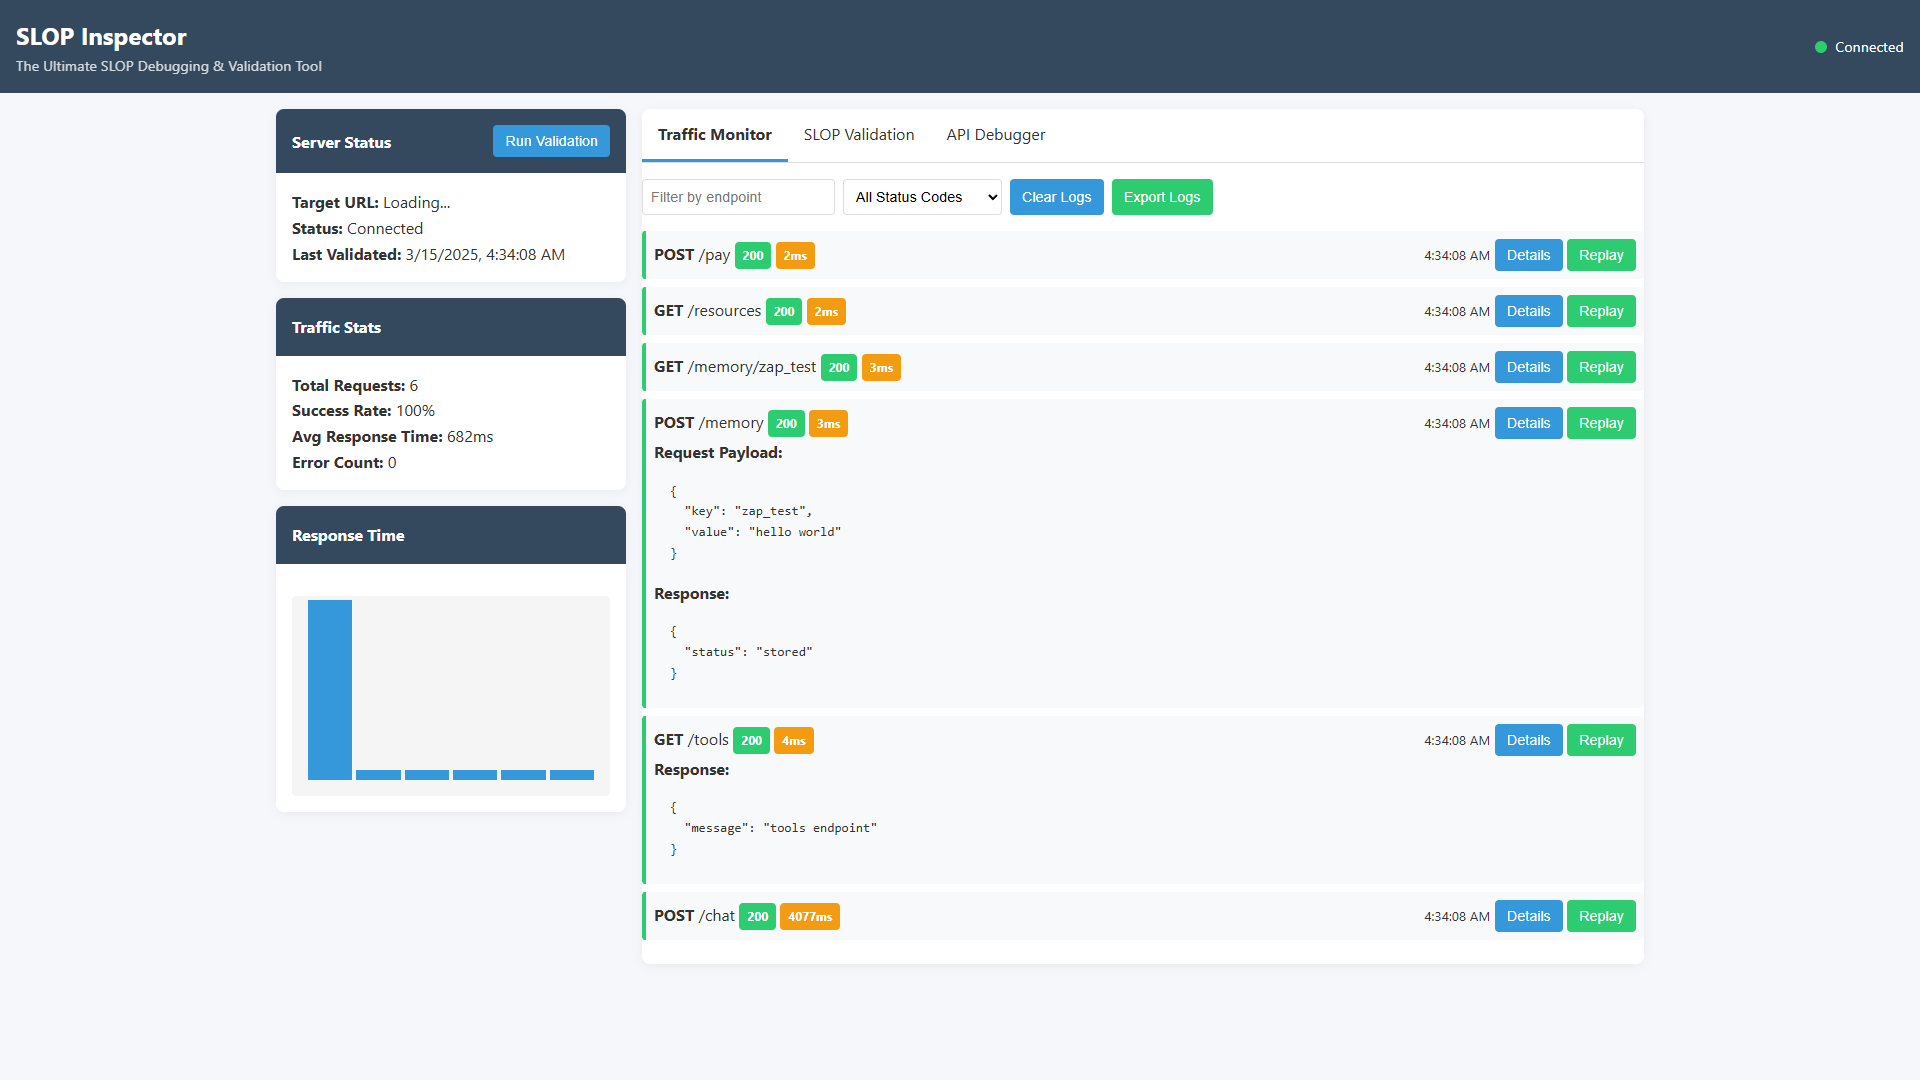 SLOP Inspector
The Ultimate SLOP Debugging & Validation Tool
Connected
Server Status
Run Validation
Target URL: Loading...
Status: Connected
Last Validated: 3/15/2025, 4:34:08 AM
Traffic Stats
Total Requests: 6
Success Rate: 100%
Avg Response Time: 682ms
Error Count: 0
Response Time
Traffic Monitor SLOP Validation API Debugger
Filter by endpoint All Status Codes Clear Logs Export Logs
POST /pay 200 2ms 4:34:08 AM Details Replay
GET /resources 200 2ms 4:34:08 AM Details Replay
GET /memory/zap_test 200 3ms 4:34:08 AM Details Replay
POST /memory 200 3ms 4:34:08 AM Details Replay
Request Payload:
{
"key": "zap_test",
"value": "hello world"
}
Response:
{
"status": "stored"
}
GET /tools 200 4ms 4:34:08 AM Details Replay
Response:
{
"message": "tools endpoint"
}
POST /chat 200 4077ms 4:34:08 AM Details Replay